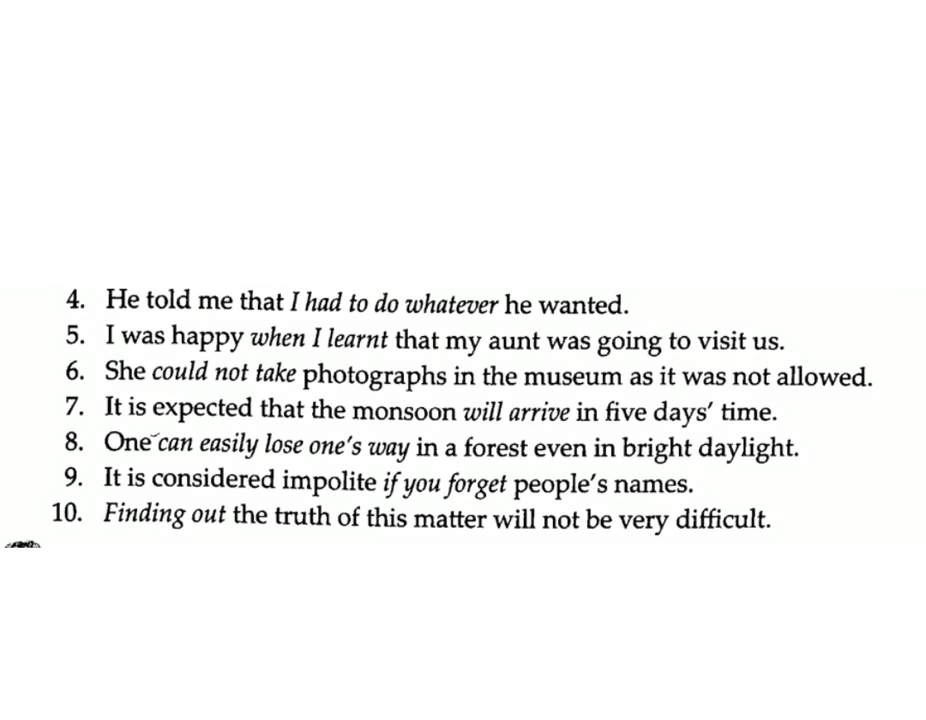 4. He told me that I had to do whatever he wanted.
5. I was happy when I learnt that my aunt was going to visit us.
6. She could not take photographs in the museum as it was not allowed.
7. It is expected that the monsoon will arrive in five days' time.
8. One can easily lose one's way in a forest even in bright daylight.
9. It is considered impolite if you forget people's names.
10. Finding out the truth of this matter will not be very difficult.